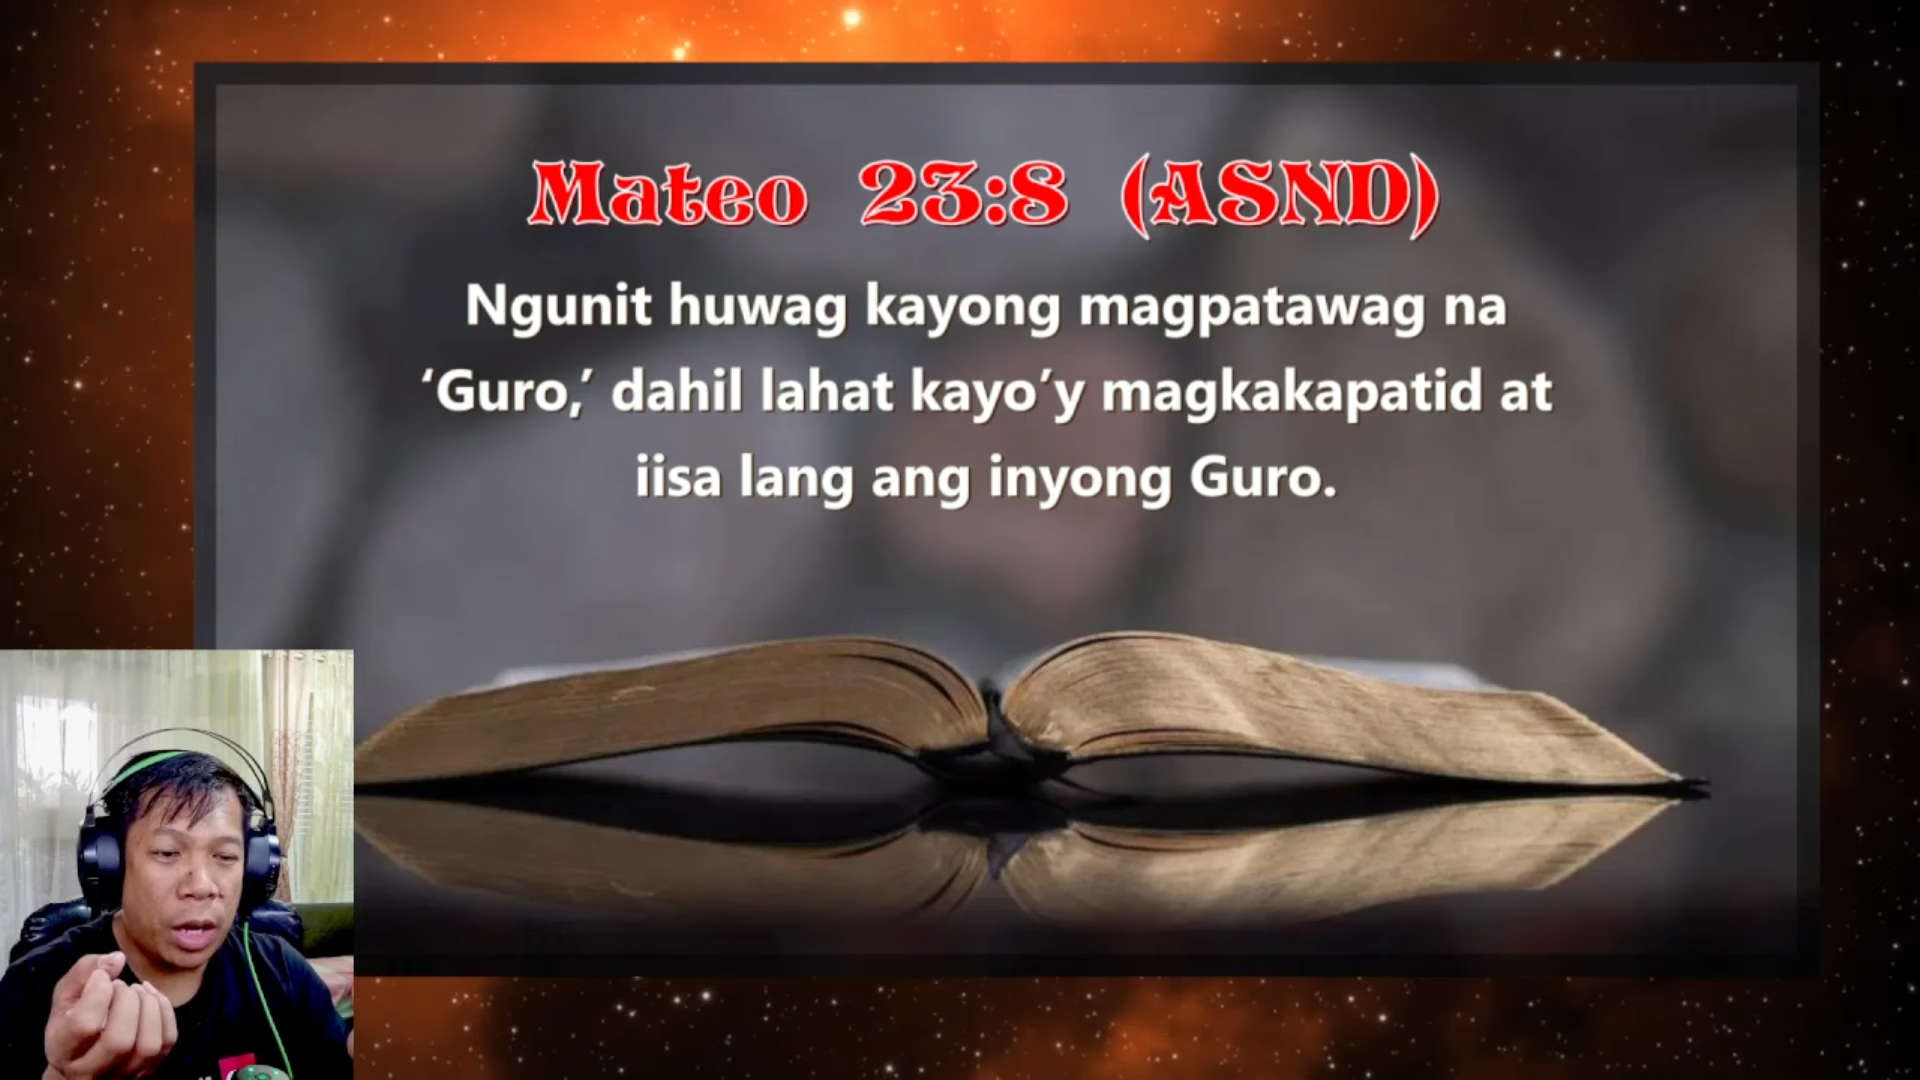 Mateo 23:8 (ASND)
Ngunit huwag kayong magpatawag na
‘Guro,’ dahil lahat kayo’y magkakapatid at
iisa lang ang inyong Guro.